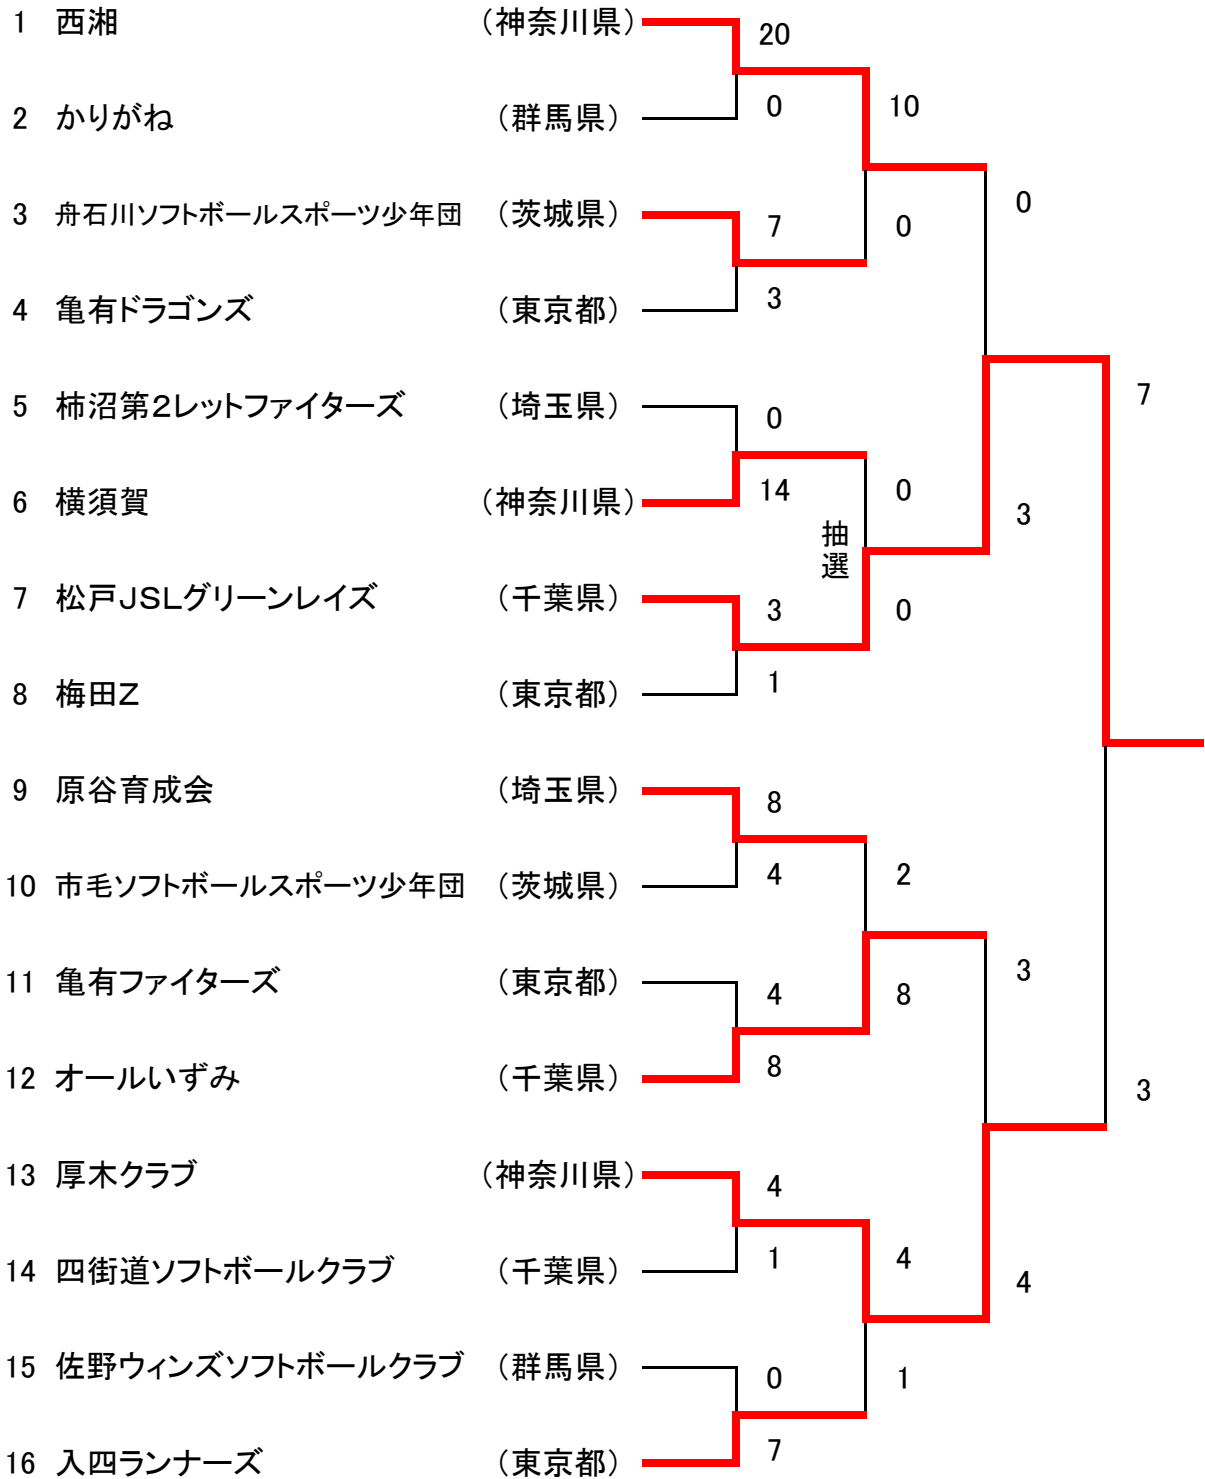 1 西湘 （神奈川県）
20
0
10
2 かりがね （群馬県）
3 舟石川ソフトボールスポーツ少年団 （茨城県）
7
0
0
3
4 亀有ドラゴンズ （東京都）
5 柿沼第2レットファイターズ （埼玉県）
0
7
6 横須賀 （神奈川県）
14
0
3
抽選
7 松戸JSLグリーンレイズ （千葉県）
3
0
1
8 梅田Z （東京都）
9 原谷育成会 （埼玉県）
8
4
2
10 市毛ソフトボールスポーツ少年団 （茨城県）
11 亀有ファイターズ （東京都）
4
8
3
8
12 オールいずみ （千葉県）
3
13 厚木クラブ （神奈川県）
4
1
4
4
14 四街道ソフトボールクラブ （千葉県）
15 佐野ウィンズソフトボールクラブ （群馬県）
0
1
7
16 入四ランナーズ （東京都）